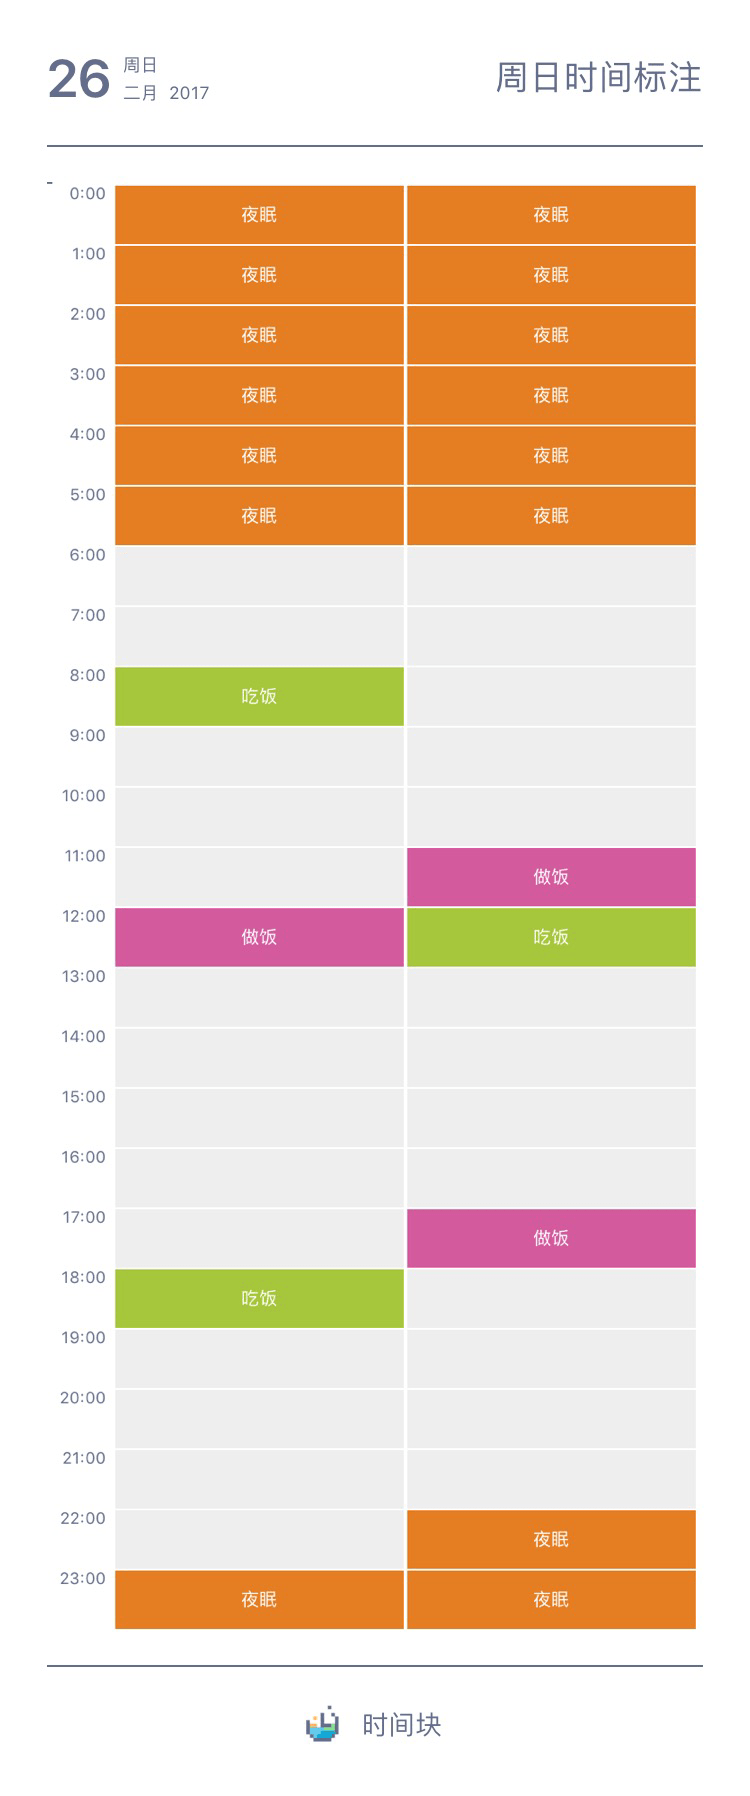 26 周日
二月 2017
周日时间标注
0:00 夜眠 夜眠
1:00 夜眠 夜眠
2:00 夜眠 夜眠
3:00 夜眠 夜眠
4:00 夜眠 夜眠
5:00 夜眠 夜眠
6:00
7:00
8:00 吃饭
9:00
10:00
11:00 做饭
12:00 做饭 吃饭
13:00
14:00
15:00
16:00
17:00 做饭
18:00 吃饭
19:00
20:00
21:00
22:00 夜眠
23:00 夜眠 夜眠
时间块